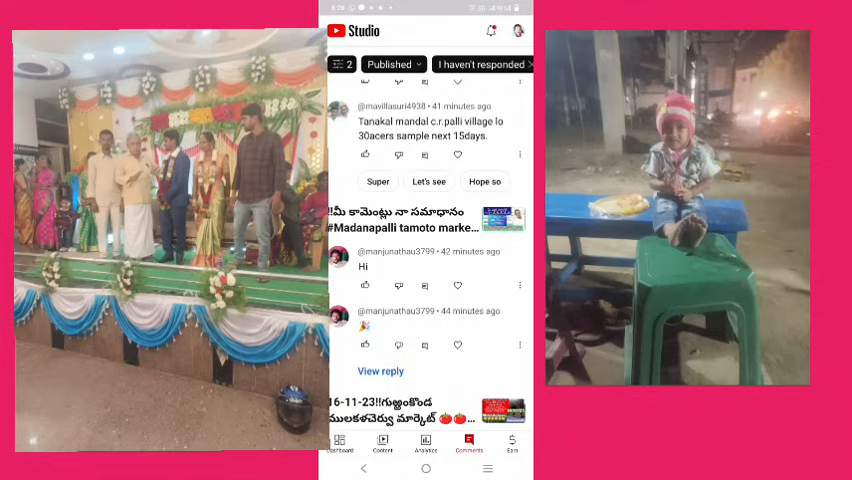 8:28
Studio
2
Published
I haven't responded
@mavillasuri4938 • 41 minutes ago
Tanakal mandal c.r.palli village lo
30acers sample next 15days.
Super
Let's see
Hope so
!!మీ కామెంట్లు నా సమాధానం
#Madanapalli tamoto marke...
@manjunathau3799 • 42 minutes ago
Hi
@manjunathau3799 • 44 minutes ago
🎉
View reply
16-11-23!!గుఱ్ఱంకొండ
ములకలచెర్వు మార్కెట్ 🍅🍅...
Dashboard
Content
Analytics
Comments
Earn